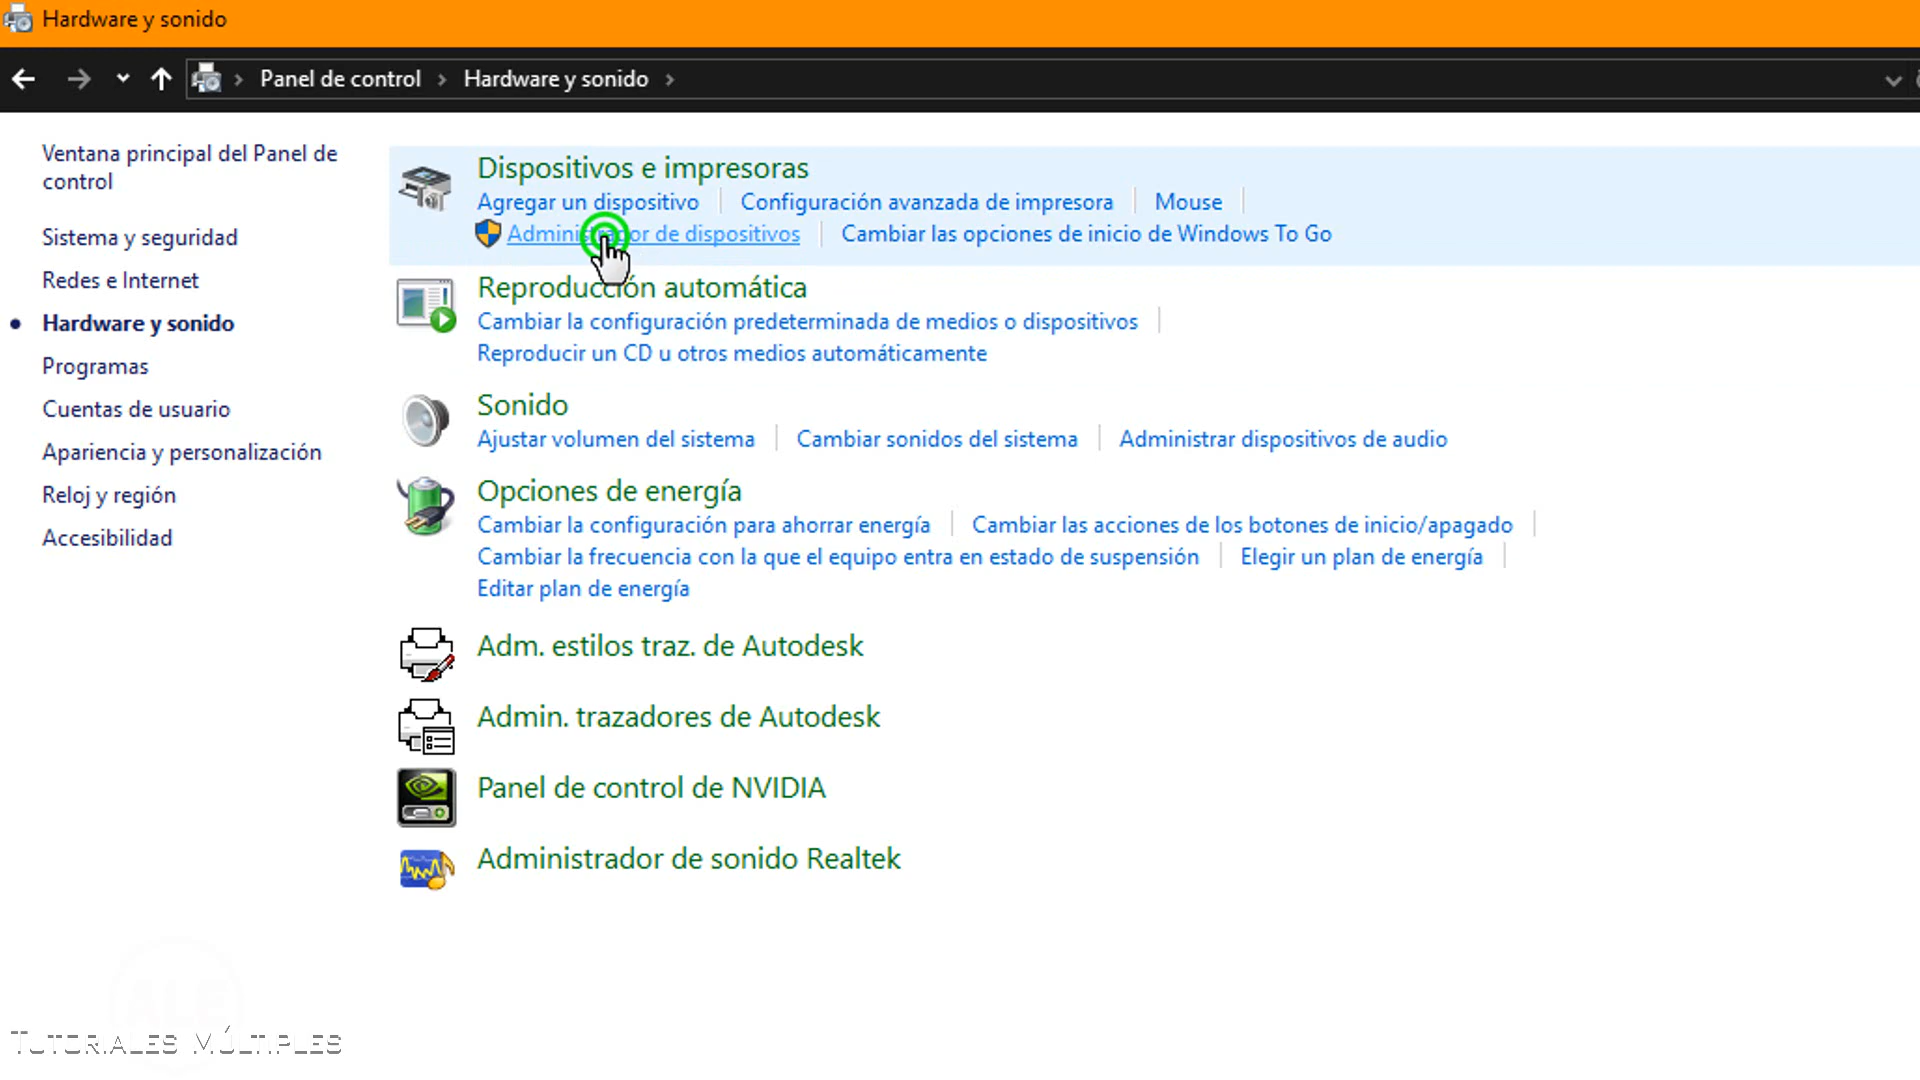 Hardware y sonido
Panel de control
Hardware y sonido
Ventana principal del Panel de
control
Sistema y seguridad
Redes e Internet
Hardware y sonido
Programas
Cuentas de usuario
Apariencia y personalización
Reloj y región
Accesibilidad
Dispositivos e impresoras
Agregar un dispositivo
Configuración avanzada de impresora
Mouse
Administrador de dispositivos
Cambiar las opciones de inicio de Windows To Go
Reproducción automática
Cambiar la configuración predeterminada de medios o dispositivos
Reproducir un CD u otros medios automáticamente
Sonido
Ajustar volumen del sistema
Cambiar sonidos del sistema
Administrar dispositivos de audio
Opciones de energía
Cambiar la configuración para ahorrar energía
Cambiar las acciones de los botones de inicio/apagado
Cambiar la frecuencia con la que el equipo entra en estado de suspensión
Elegir un plan de energía
Editar plan de energía
Adm. estilos traz. de Autodesk
Admin. trazadores de Autodesk
Panel de control de NVIDIA
Administrador de sonido Realtek
ALE
Tutoriales Múltiples